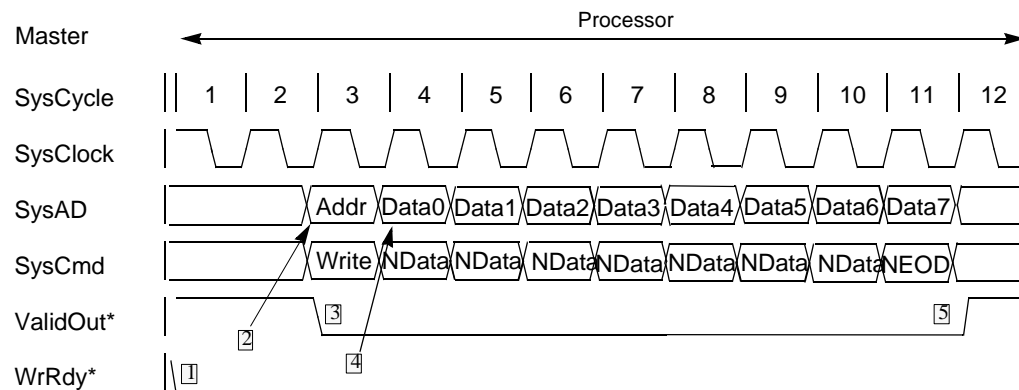 Processor
Master
SysCycle 1 2 3 4 5 6 7 8 9 10 11 12
SysClock
SysAD Addr Data0 Data1 Data2 Data3 Data4 Data5 Data6 Data7
SysCmd Write NData NData NData NData NData NData NData NEOD
ValidOut* 2 3 4 5
WrRdy* 1